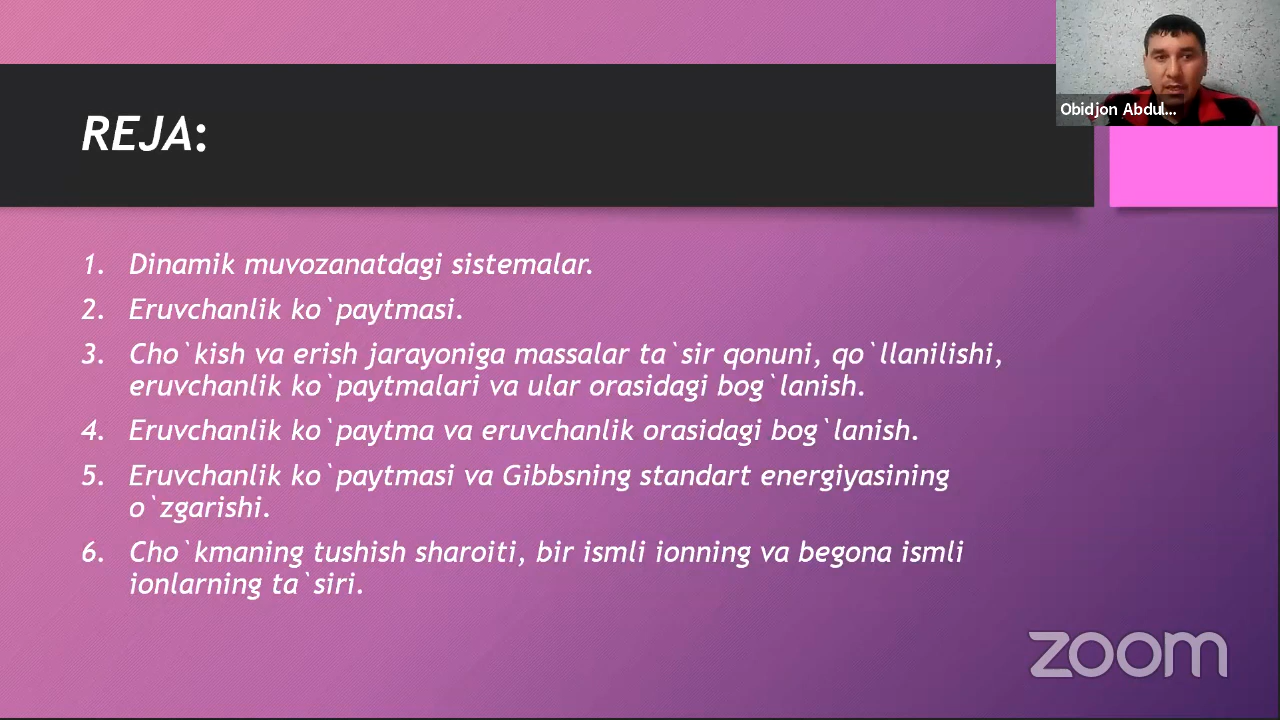 Obidjon Abdul...
REJA:
1. Dinamik muvozanatdagi sistemalar.
2. Eruvchanlik ko`paytmasi.
3. Cho`kish va erish jarayoniga massalar ta`sir qonuni, qo`llanilishi,
eruvchanlik ko`paytmalari va ular orasidagi bog`lanish.
4. Eruvchanlik ko`paytma va eruvchanlik orasidagi bog`lanish.
5. Eruvchanlik ko`paytmasi va Gibbsning standart energiyasining
o`zgarishi.
6. Cho`kmaning tushish sharoiti, bir ismli ionning va begona ismli
ionlarning ta`siri.
zoom